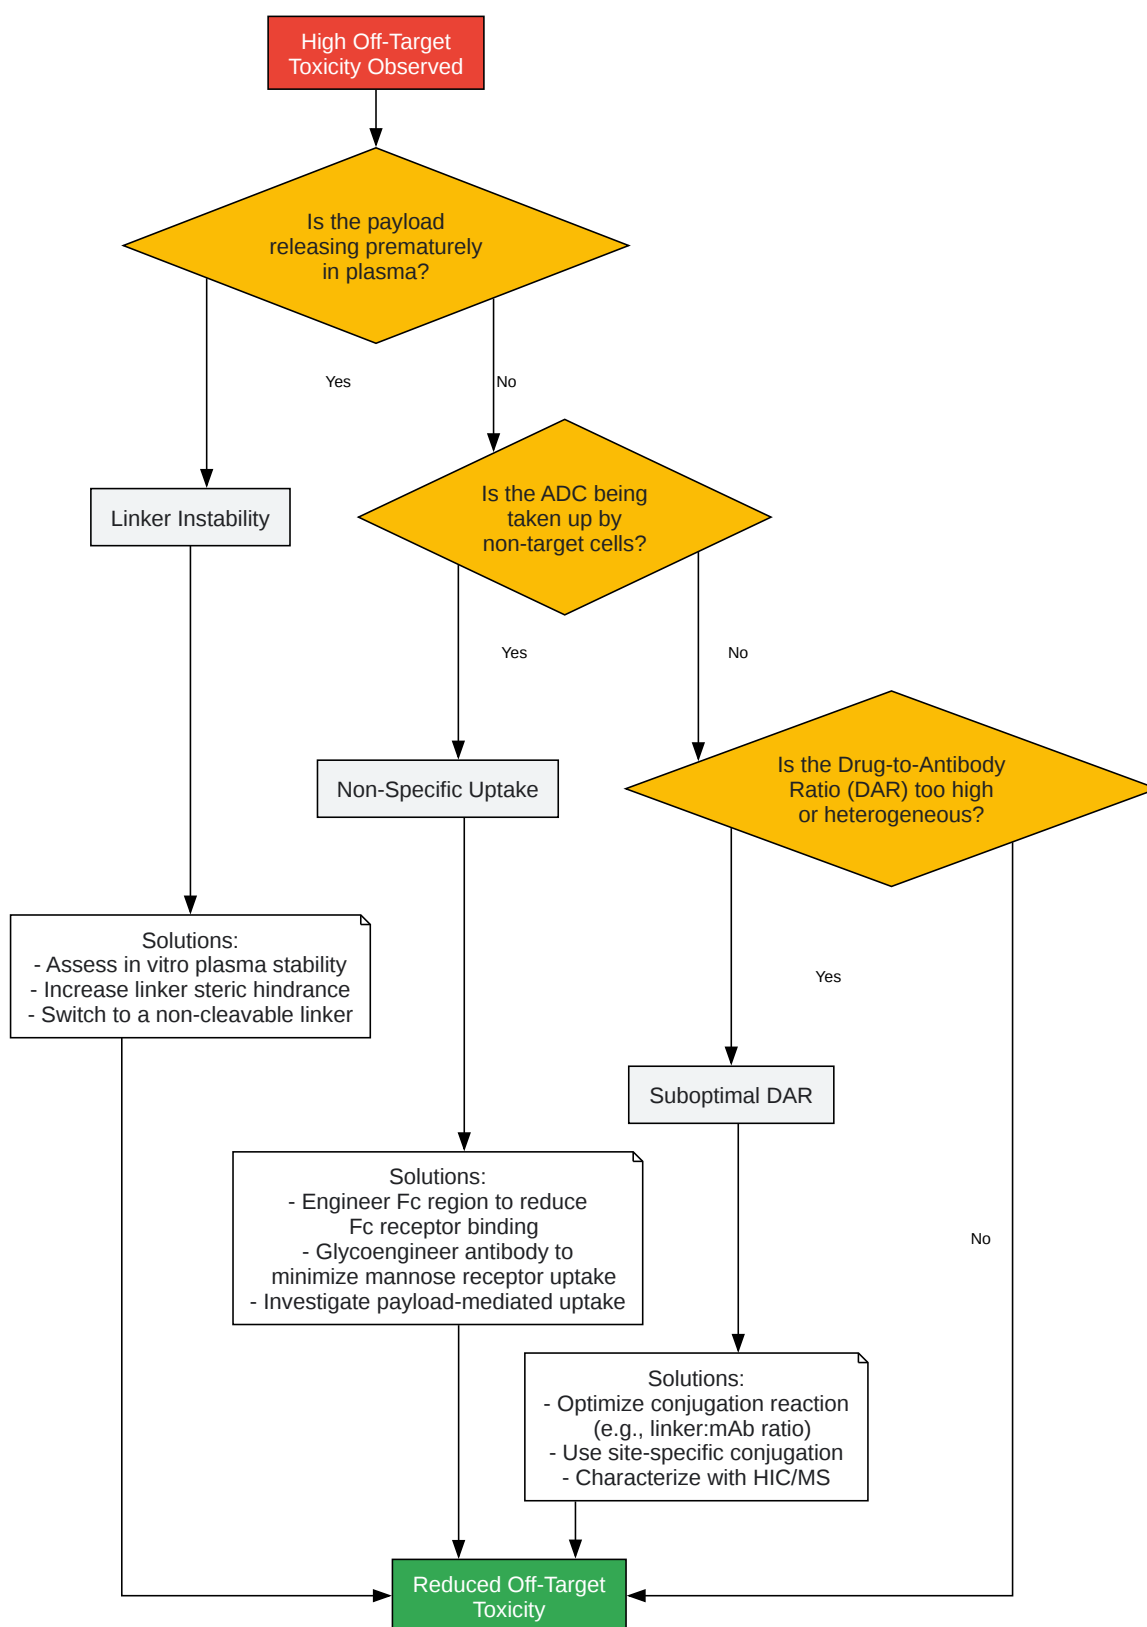 High Off-Target
Toxicity Observed
Is the payload
releasing prematurely
in plasma?
Yes
No
Linker Instability
Is the ADC being
taken up by
non-target cells?
Yes
No
Non-Specific Uptake
Is the Drug-to-Antibody
Ratio (DAR) too high
or heterogeneous?
Solutions:
- Assess in vitro plasma stability
- Increase linker steric hindrance
- Switch to a non-cleavable linker
Yes
No
Suboptimal DAR
Solutions:
- Engineer Fc region to reduce
Fc receptor binding
- Glycoengineer antibody to
minimize mannose receptor uptake
- Investigate payload-mediated uptake
Solutions:
- Optimize conjugation reaction
(e.g., linker:mAb ratio)
- Use site-specific conjugation
- Characterize with HIC/MS
Reduced Off-Target
Toxicity